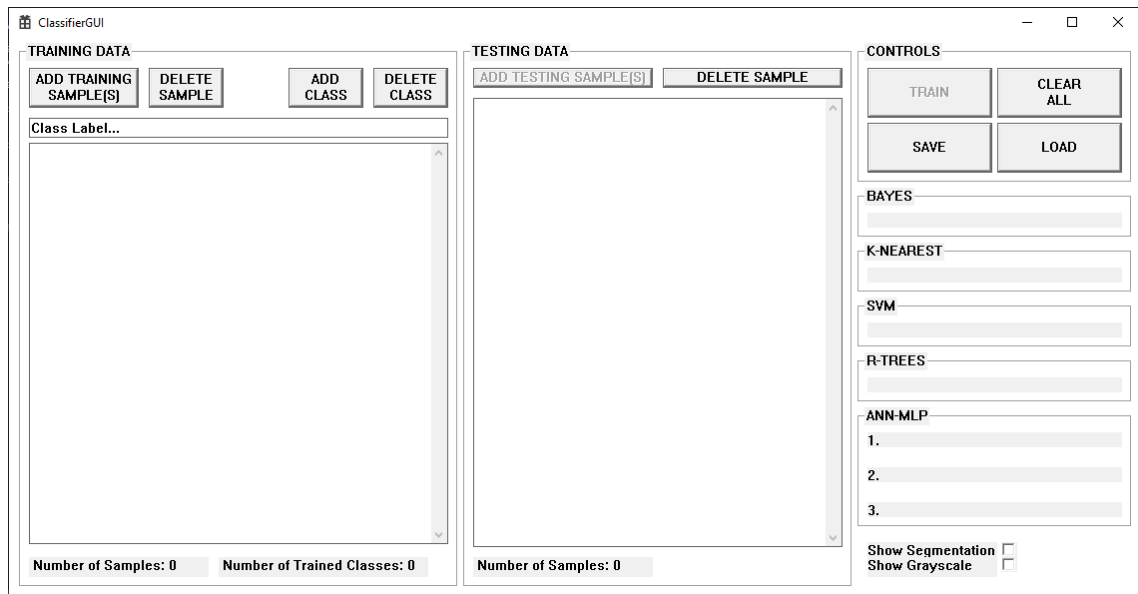 ClassifierGUI
TRAINING DATA
ADD TRAINING
SAMPLE(S)
DELETE
SAMPLE
ADD
CLASS
DELETE
CLASS
Class Label...
Number of Samples: 0
Number of Trained Classes: 0
TESTING DATA
ADD TESTING SAMPLE(S)
DELETE SAMPLE
Number of Samples: 0
CONTROLS
TRAIN
CLEAR
ALL
SAVE
LOAD
BAYES
K-NEAREST
SVM
R-TREES
ANN-MLP
1.
2.
3.
Show Segmentation
Show Grayscale